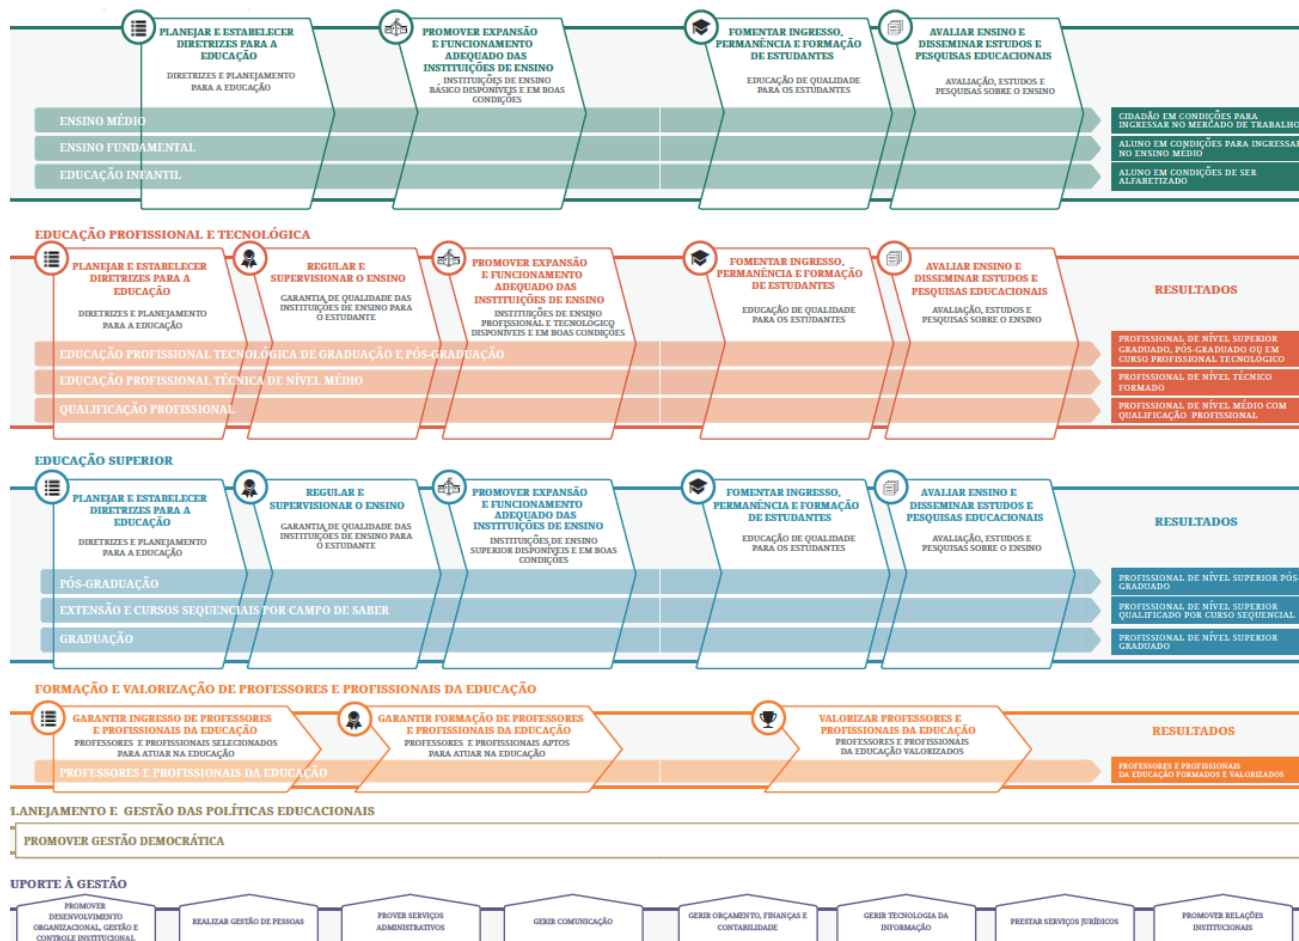 PLANEJAR E ESTABELECER
DIRETRIZES PARA A
EDUCAÇÃO
DIRETRIZES E PLANEJAMENTO
PARA A EDUCAÇÃO
PROMOVER EXPANSÃO
E FUNCIONAMENTO
ADEQUADO DAS
INSTITUIÇÕES DE ENSINO
INSTITUIÇÕES DE ENSINO
BÁSICO DISPONÍVEIS E EM BOAS
CONDIÇÕES
FOMENTAR INGRESSO,
PERMANÊNCIA E FORMAÇÃO
DE ESTUDANTES
EDUCAÇÃO DE QUALIDADE
PARA OS ESTUDANTES
AVALIAR ENSINO E
DISSEMINAR ESTUDOS E
PESQUISAS EDUCACIONAIS
AVALIAÇÃO, ESTUDOS E
PESQUISAS SOBRE O ENSINO
ENSINO MÉDIO
CIDADÃO EM CONDIÇÕES PARA
INGRESSAR NO MERCADO DE TRABALHO
ENSINO FUNDAMENTAL
ALUNO EM CONDIÇÕES PARA INGRESSAR
NO ENSINO MÉDIO
EDUCAÇÃO INFANTIL
ALUNO EM CONDIÇÕES DE SER
ALFABETIZADO
EDUCAÇÃO PROFISSIONAL E TECNOLÓGICA
PLANEJAR E ESTABELECER
DIRETRIZES PARA A
EDUCAÇÃO
DIRETRIZES E PLANEJAMENTO
PARA A EDUCAÇÃO
REGULAR E
SUPERVISIONAR O ENSINO
GARANTIA DE QUALIDADE DAS
INSTITUIÇÕES DE ENSINO PARA
O ESTUDANTE
PROMOVER EXPANSÃO
E FUNCIONAMENTO
ADEQUADO DAS
INSTITUIÇÕES DE ENSINO
INSTITUIÇÕES DE ENSINO
PROFISSIONAL E TECNOLÓGICO
DISPONÍVEIS E EM BOAS CONDIÇÕES
FOMENTAR INGRESSO,
PERMANÊNCIA E FORMAÇÃO
DE ESTUDANTES
EDUCAÇÃO DE QUALIDADE
PARA OS ESTUDANTES
AVALIAR ENSINO E
DISSEMINAR ESTUDOS E
PESQUISAS EDUCACIONAIS
AVALIAÇÃO, ESTUDOS E
PESQUISAS SOBRE O ENSINO
RESULTADOS
EDUCAÇÃO PROFISSIONAL TECNOLÓGICA DE GRADUAÇÃO E PÓS-GRADUAÇÃO
PROFISSIONAL DE NÍVEL SUPERIOR
GRADUADO, PÓS-GRADUADO OU EM
CURSO PROFISSIONAL TECNOLÓGICO
EDUCAÇÃO PROFISSIONAL TÉCNICA DE NÍVEL MÉDIO
PROFISSIONAL DE NÍVEL TÉCNICO
FORMADO
QUALIFICAÇÃO PROFISSIONAL
PROFISSIONAL DE NÍVEL MÉDIO COM
QUALIFICAÇÃO PROFISSIONAL
EDUCAÇÃO SUPERIOR
PLANEJAR E ESTABELECER
DIRETRIZES PARA A
EDUCAÇÃO
DIRETRIZES E PLANEJAMENTO
PARA A EDUCAÇÃO
REGULAR E
SUPERVISIONAR O ENSINO
GARANTIA DE QUALIDADE DAS
INSTITUIÇÕES DE ENSINO PARA
O ESTUDANTE
PROMOVER EXPANSÃO
E FUNCIONAMENTO
ADEQUADO DAS
INSTITUIÇÕES DE ENSINO
INSTITUIÇÕES DE ENSINO
SUPERIOR DISPONÍVEIS E EM BOAS
CONDIÇÕES
FOMENTAR INGRESSO,
PERMANÊNCIA E FORMAÇÃO
DE ESTUDANTES
EDUCAÇÃO DE QUALIDADE
PARA OS ESTUDANTES
AVALIAR ENSINO E
DISSEMINAR ESTUDOS E
PESQUISAS EDUCACIONAIS
AVALIAÇÃO, ESTUDOS E
PESQUISAS SOBRE O ENSINO
RESULTADOS
PÓS-GRADUAÇÃO
PROFISSIONAL DE NÍVEL SUPERIOR PÓS-
GRADUADO
EXTENSÃO E CURSOS SEQUENCIAIS POR CAMPO DE SABER
PROFISSIONAL DE NÍVEL SUPERIOR
QUALIFICADO POR CURSO SEQUENCIAL
GRADUAÇÃO
PROFISSIONAL DE NÍVEL SUPERIOR
GRADUADO
FORMAÇÃO E VALORIZAÇÃO DE PROFESSORES E PROFISSIONAIS DA EDUCAÇÃO
GARANTIR INGRESSO DE PROFESSORES
E PROFISSIONAIS DA EDUCAÇÃO
PROFESSORES E PROFISSIONAIS SELECIONADOS
PARA ATUAR NA EDUCAÇÃO
GARANTIR FORMAÇÃO DE PROFESSORES
E PROFISSIONAIS DA EDUCAÇÃO
PROFESSORES E PROFISSIONAIS APTOS
PARA ATUAR NA EDUCAÇÃO
VALORIZAR PROFESSORES E
PROFISSIONAIS DA EDUCAÇÃO
PROFESSORES E PROFISSIONAIS
DA EDUCAÇÃO VALORIZADOS
RESULTADOS
PROFESSORES E PROFISSIONAIS DA EDUCAÇÃO
PROFESSORES E PROFISSIONAIS
DA EDUCAÇÃO FORMADOS E VALORIZADOS
LANEJAMENTO E GESTÃO DAS POLÍTICAS EDUCACIONAIS
PROMOVER GESTÃO DEMOCRÁTICA
UPORTE À GESTÃO
PROMOVER
DESENVOLVIMENTO
ORGANIZACIONAL, GESTÃO E
CONTROLE INSTITUCIONAL
REALIZAR GESTÃO DE PESSOAS
PROVER SERVIÇOS
ADMINISTRATIVOS
GERIR COMUNICAÇÃO
GERIR ORÇAMENTO, FINANÇAS E
CONTABILIDADE
GERIR TECNOLOGIA DA
INFORMAÇÃO
PRESTAR SERVIÇOS JURÍDICOS
PROMOVER RELAÇÕES
INSTITUCIONAIS